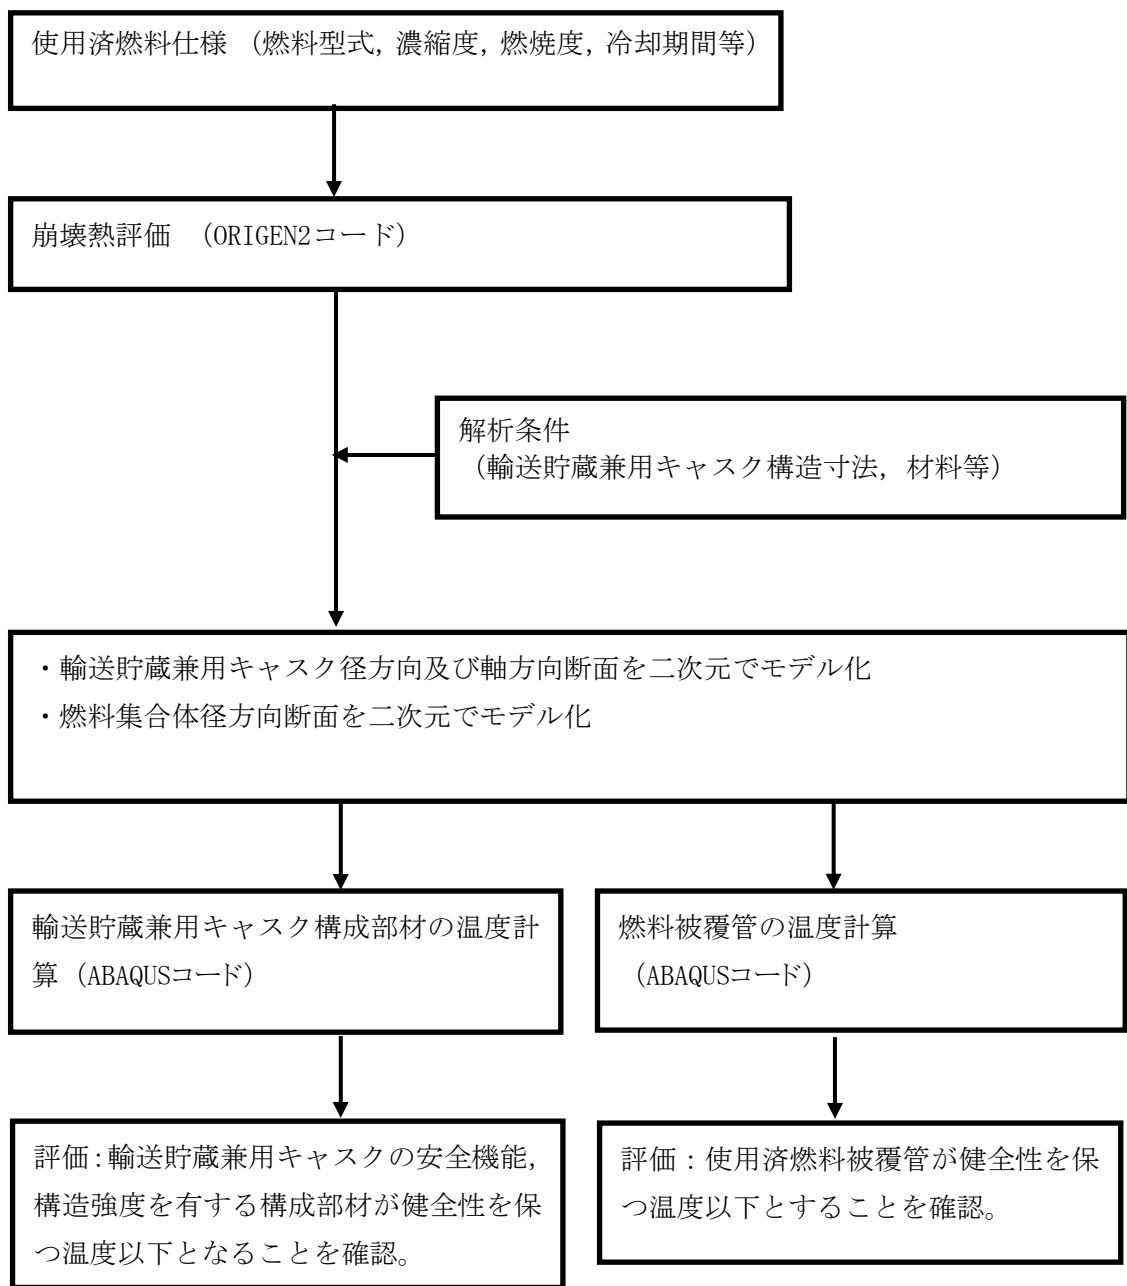 使用済燃料仕様 (燃料型式, 濃縮度, 燃焼度, 冷却期間等)
崩壊熱評価 (ORIGEN2コード)
解析条件
(輸送貯蔵兼用キャスク構造寸法, 材料等)
・輸送貯蔵兼用キャスク径方向及び軸方向断面を二次元でモデル化
・燃料集合体径方向断面を二次元でモデル化
輸送貯蔵兼用キャスク構成部材の温度計
算 (ABAQUSコード)
燃料被覆管の温度計算
(ABAQUSコード)
評価:輸送貯蔵兼用キャスクの安全機能,
構造強度を有する構成部材が健全性を保
つ温度以下となることを確認。
評価:使用済燃料被覆管が健全性を保
つ温度以下とすることを確認。